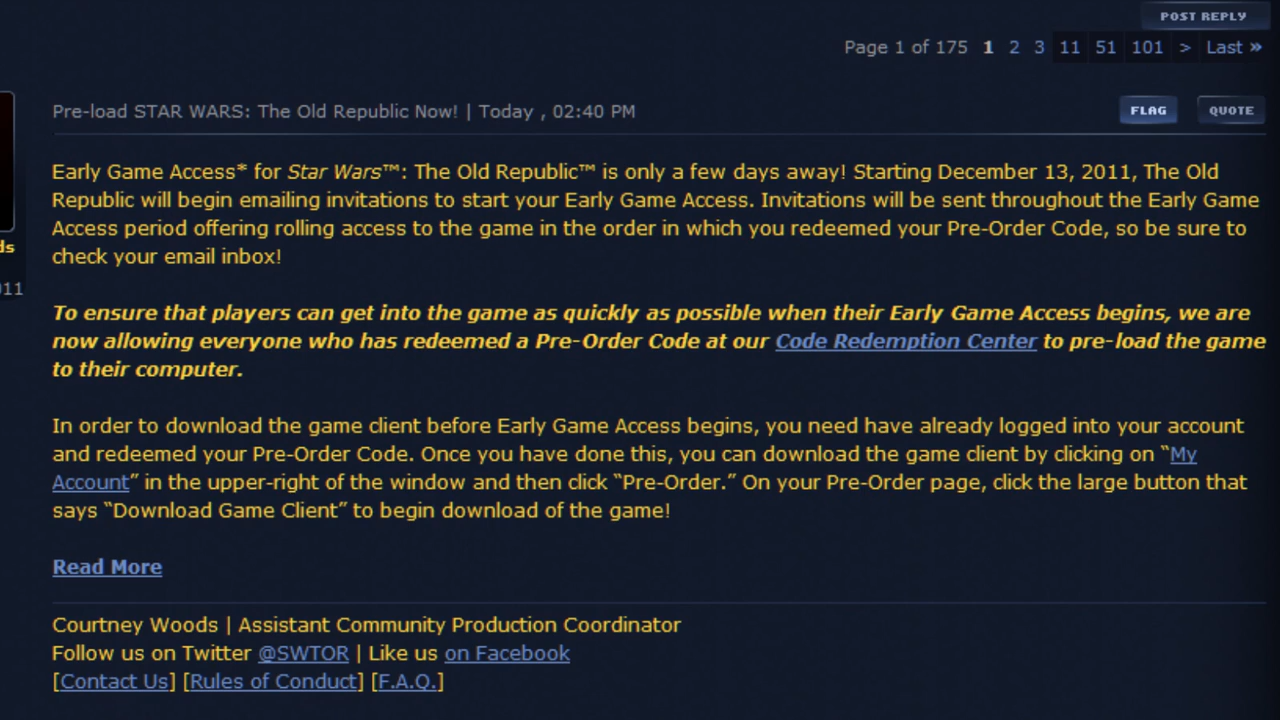 POST REPLY
Page 1 of 175 1 2 3 11 51 101 > Last »
Pre-load STAR WARS: The Old Republic Now! | Today , 02:40 PM
FLAG QUOTE
Early Game Access* for Star Wars™: The Old Republic™ is only a few days away! Starting December 13, 2011, The Old
Republic will begin emailing invitations to start your Early Game Access. Invitations will be sent throughout the Early Game
Access period offering rolling access to the game in the order in which you redeemed your Pre-Order Code, so be sure to
check your email inbox!
To ensure that players can get into the game as quickly as possible when their Early Game Access begins, we are
now allowing everyone who has redeemed a Pre-Order Code at our Code Redemption Center to pre-load the game
to their computer.
In order to download the game client before Early Game Access begins, you need have already logged into your account
and redeemed your Pre-Order Code. Once you have done this, you can download the game client by clicking on “My
Account” in the upper-right of the window and then click “Pre-Order.” On your Pre-Order page, click the large button that
says “Download Game Client” to begin download of the game!
Read More
Courtney Woods | Assistant Community Production Coordinator
Follow us on Twitter @SWTOR | Like us on Facebook
[Contact Us] [Rules of Conduct] [F.A.Q.]